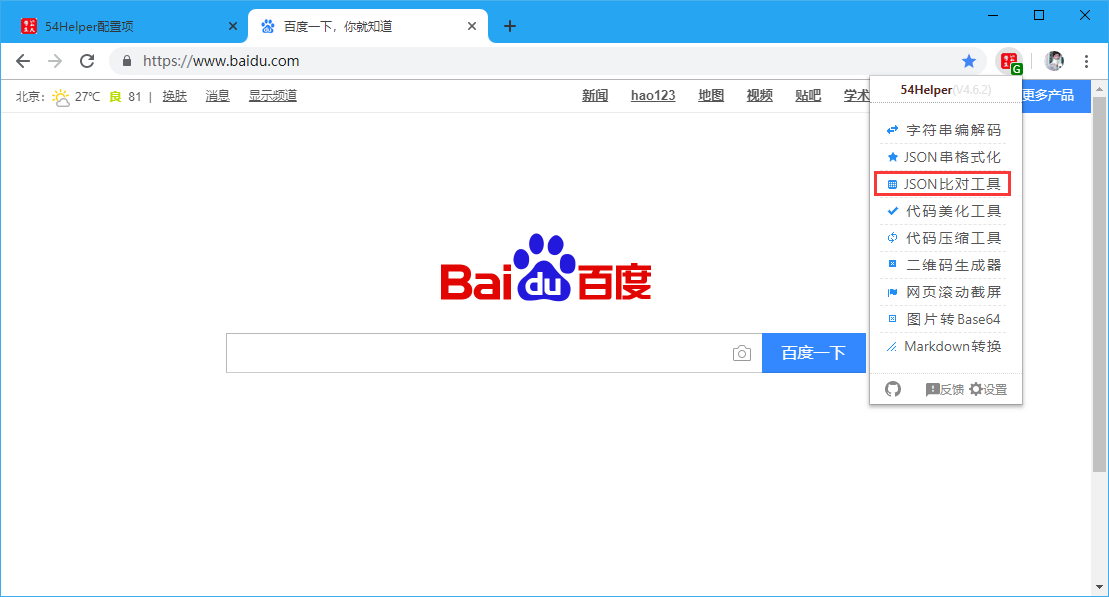 54Helper配置项
百度一下，你就知道
https://www.baidu.com
G
北京： 27℃ 良 81 | 换肤 消息 显示频道 新闻 hao123 地图 视频 贴吧 学术 更多产品
54Helper(V4.6.2)
字符串编解码
JSON串格式化
JSON比对工具
代码美化工具
代码压缩工具
二维码生成器
网页滚动截屏
图片转Base64
Markdown转换
反馈 设置
Bai du 百度
百度一下